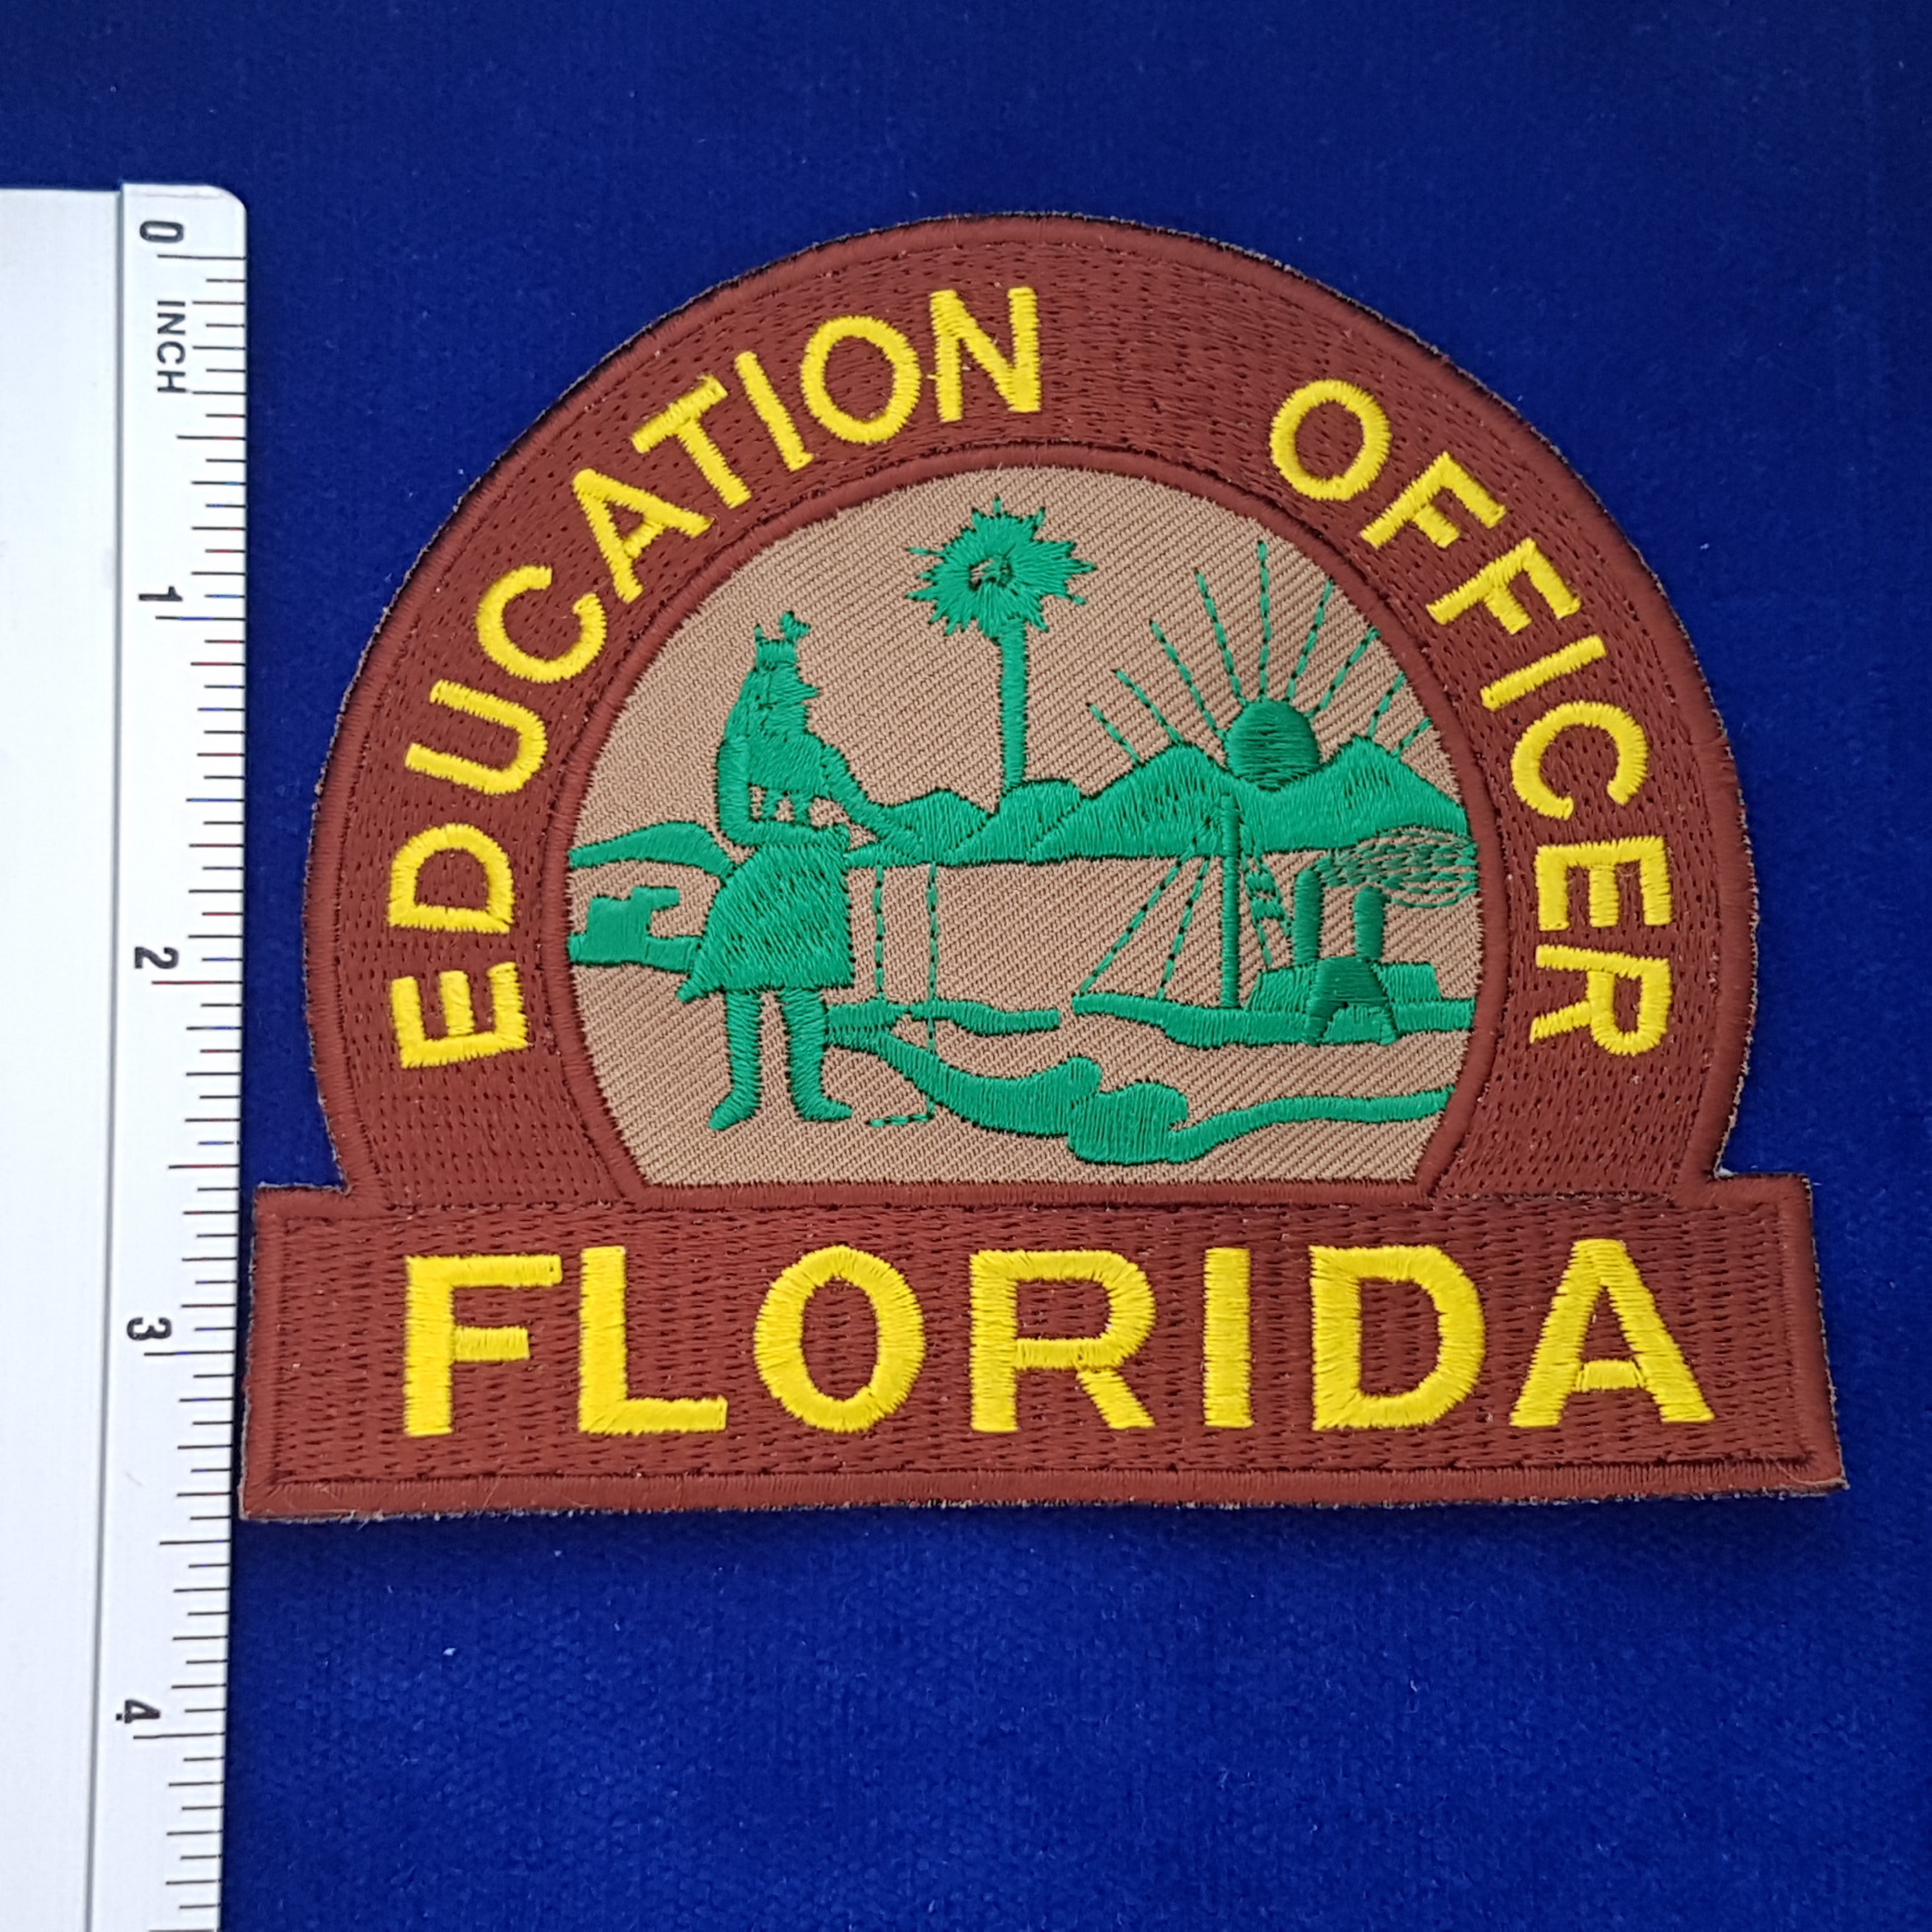 0
INCH
1
2
3
4
EDUCATION OFFICER
FLORIDA